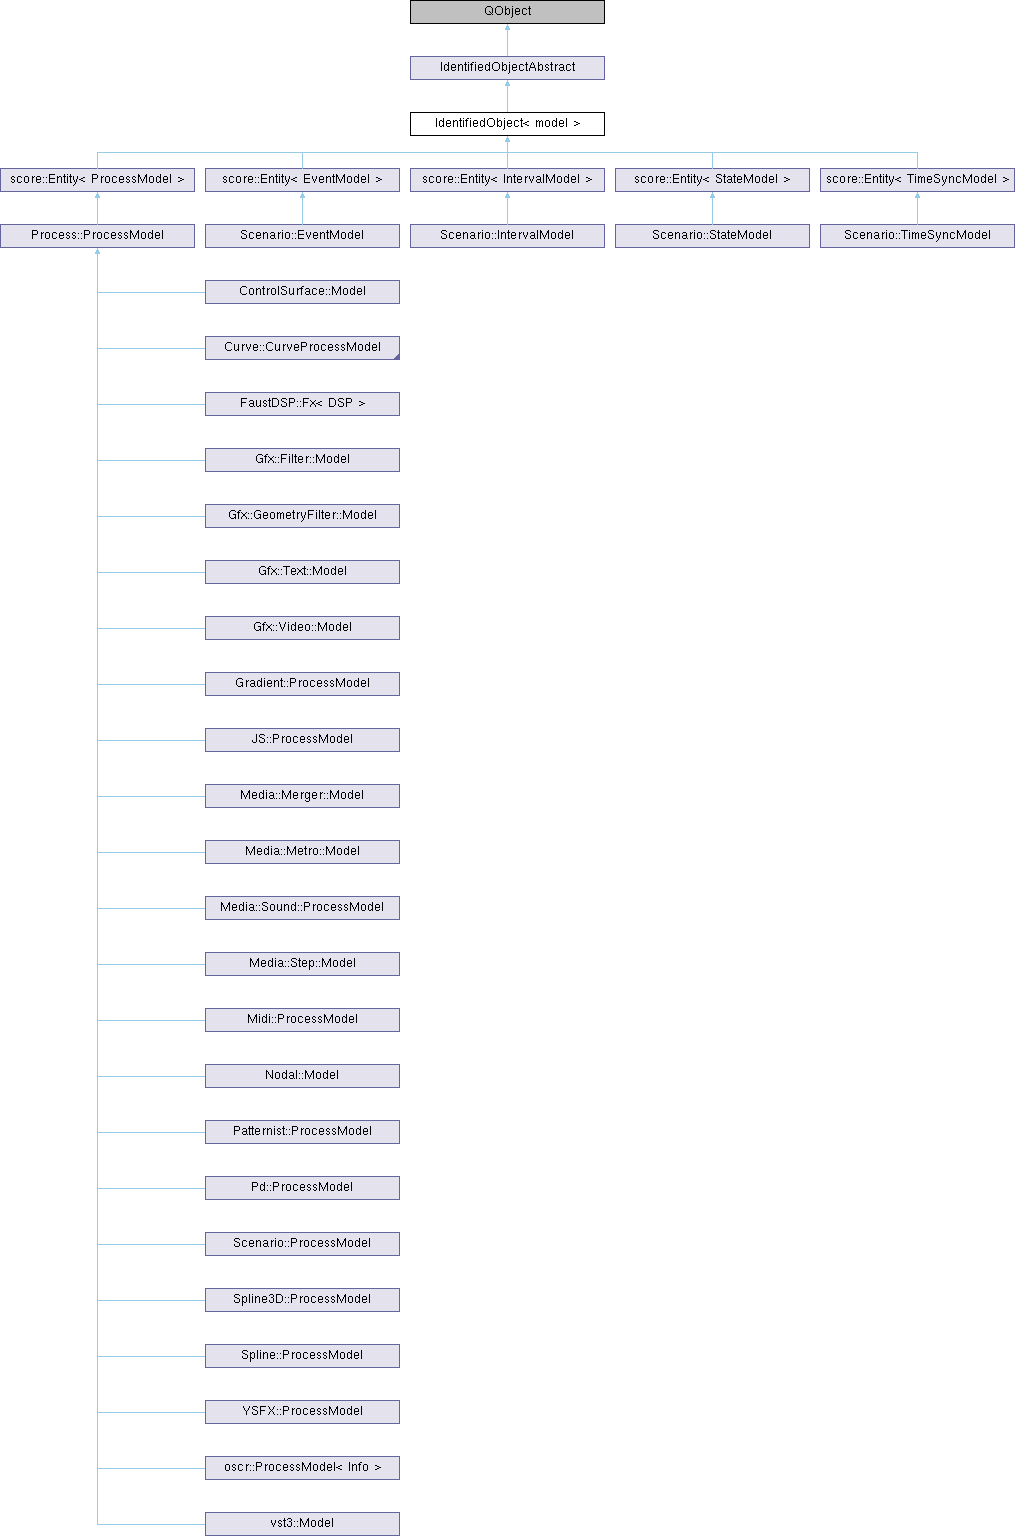 QObject
IdentifiedObjectAbstract
IdentifiedObject< model >
score::Entity< ProcessModel > score::Entity< EventModel > score::Entity< IntervalModel > score::Entity< StateModel > score::Entity< TimeSyncModel >
Process::ProcessModel Scenario::EventModel Scenario::IntervalModel Scenario::StateModel Scenario::TimeSyncModel
ControlSurface::Model
Curve::CurveProcessModel
FaustDSP::Fx< DSP >
Gfx::Filter::Model
Gfx::GeometryFilter::Model
Gfx::Text::Model
Gfx::Video::Model
Gradient::ProcessModel
JS::ProcessModel
Media::Merger::Model
Media::Metro::Model
Media::Sound::ProcessModel
Media::Step::Model
Midi::ProcessModel
Nodal::Model
Patternist::ProcessModel
Pd::ProcessModel
Scenario::ProcessModel
Spline3D::ProcessModel
Spline::ProcessModel
YSFX::ProcessModel
oscr::ProcessModel< Info >
vst3::Model